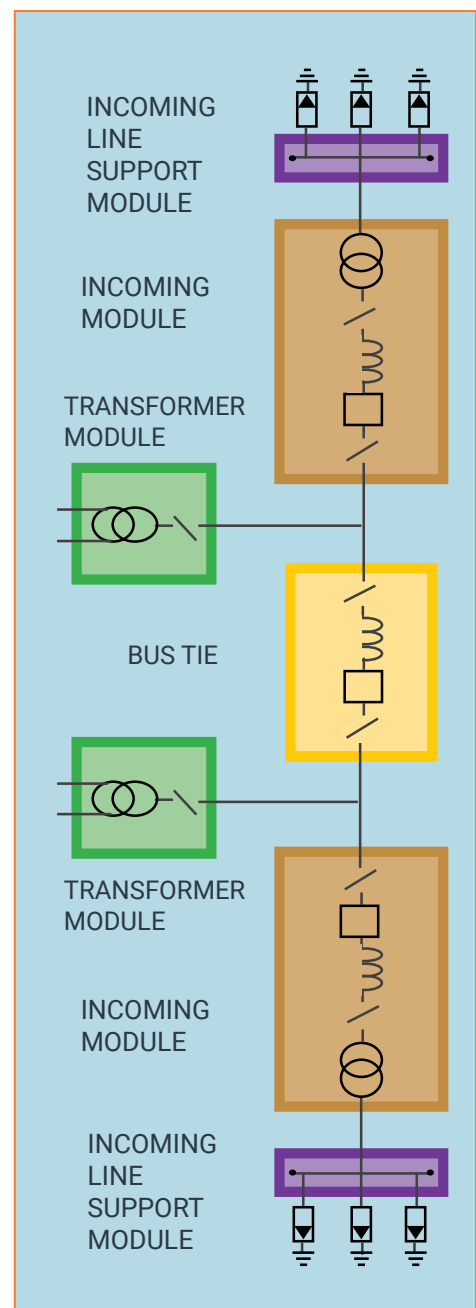 INCOMING
LINE
SUPPORT
MODULE
INCOMING
MODULE
TRANSFORMER
MODULE
BUS TIE
TRANSFORMER
MODULE
INCOMING
MODULE
INCOMING
LINE
SUPPORT
MODULE